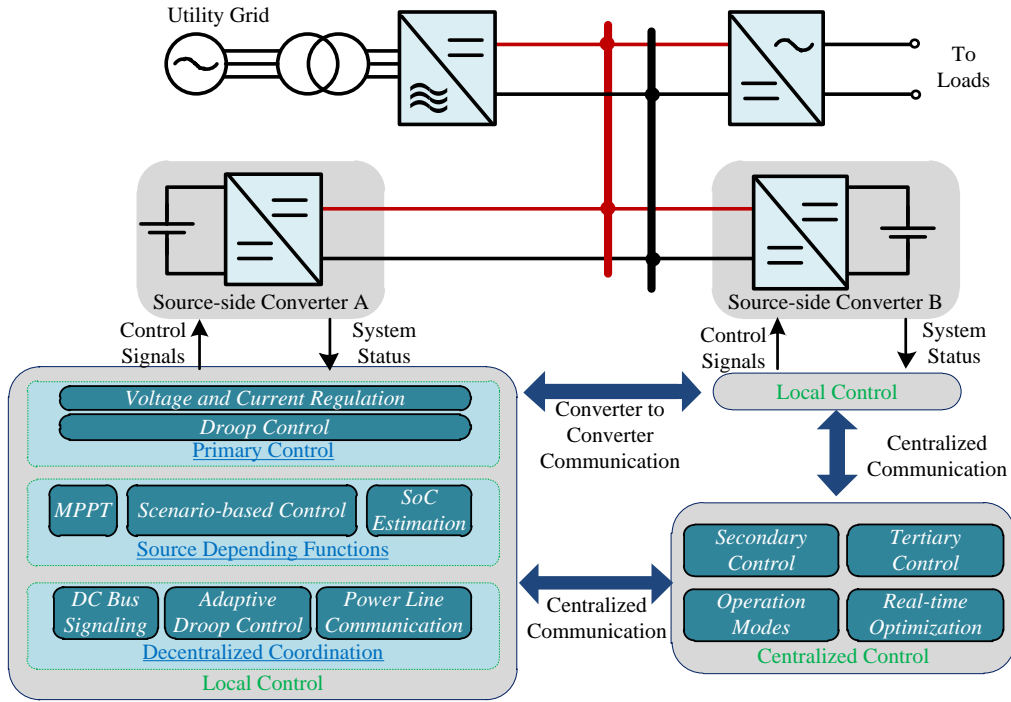 Utility Grid
To
Loads
Source-side Converter A
Source-side Converter B
Control
Signals
System
Status
Control
Signals
System
Status
Voltage and Current Regulation
Droop Control
Primary Control
MPPT
Scenario-based Control
SoC
Estimation
Source Depending Functions
DC Bus
Signaling
Adaptive
Droop Control
Power Line
Communication
Decentralized Coordination
Local Control
Converter to
Converter
Communication
Local Control
Centralized
Communication
Centralized
Communication
Secondary
Control
Tertiary
Control
Operation
Modes
Real-time
Optimization
Centralized Control